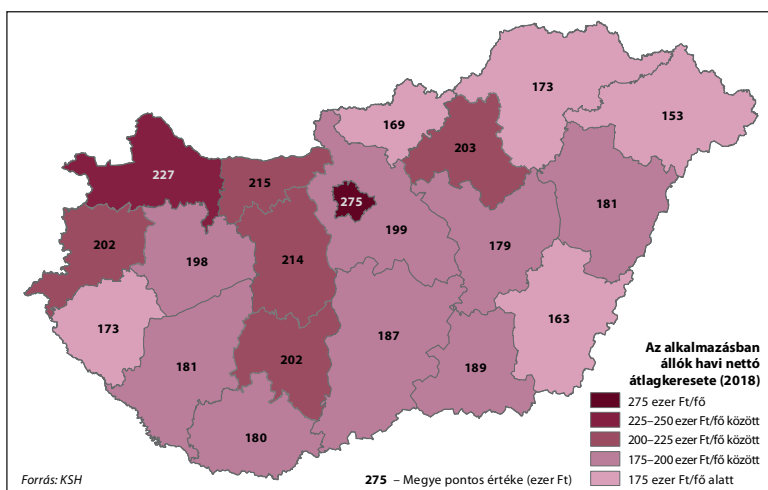 173
153
169
203
227
215
275
181
199
202
198
214
179
173
187
163
181
202
189
180
Az alkalmazásban
állók havi nettó
átlagkeresete (2018)
275 ezer Ft/fő
225–250 ezer Ft/fő között
200–225 ezer Ft/fő között
175–200 ezer Ft/fő között
175 ezer Ft/fő alatt
Forrás: KSH
275 – Megye pontos értéke (ezer Ft)